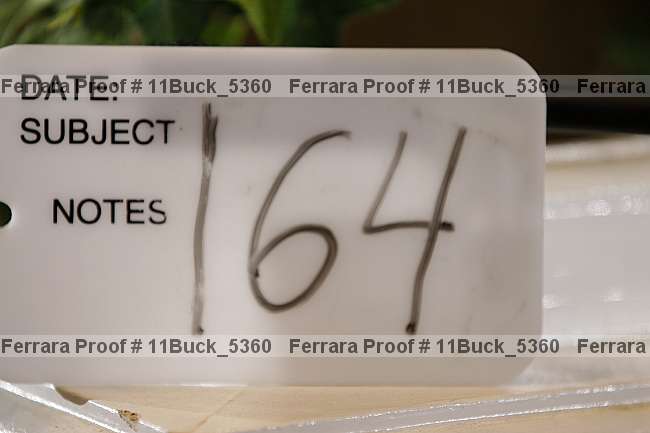 Ferrara Proof # 11Buck_5360 Ferrara Proof # 11Buck_5360 Ferrara
DATE:
SUBJECT
164
NOTES
Ferrara Proof # 11Buck_5360 Ferrara Proof # 11Buck_5360 Ferrara